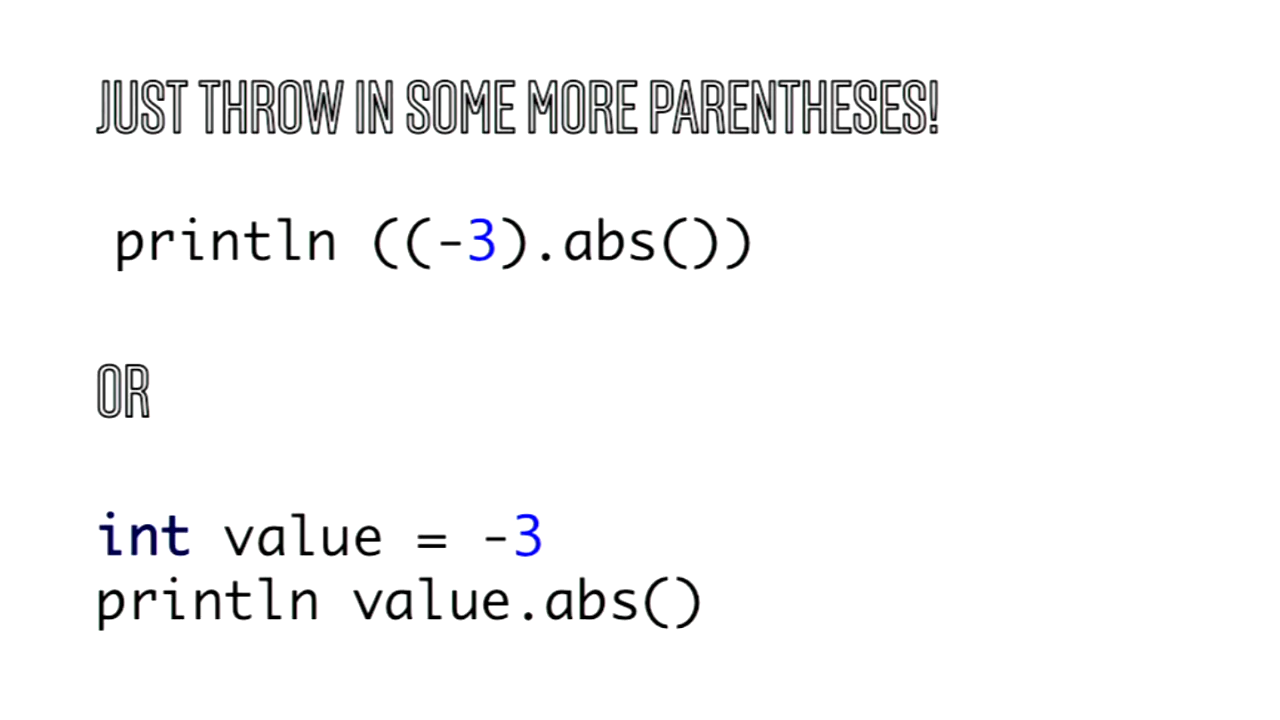 JUST THROW IN SOME MORE PARENTHESES!
println ((-3).abs())
OR
int value = -3
println value.abs()